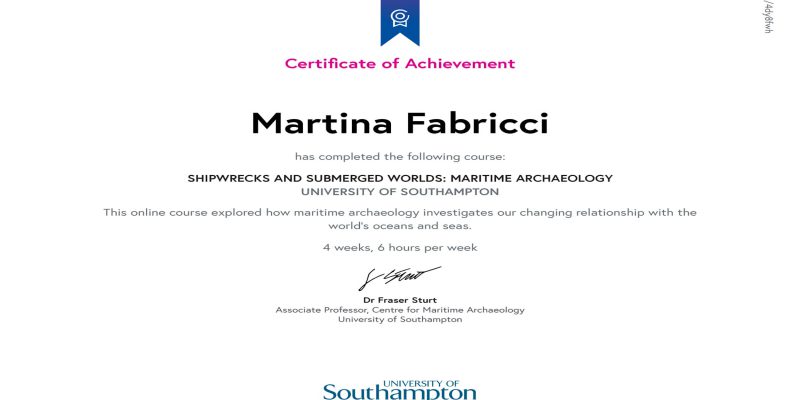 /4dy8fwh
Certificate of Achievement
Martina Fabricci
has completed the following course:
SHIPWRECKS AND SUBMERGED WORLDS: MARITIME ARCHAEOLOGY
UNIVERSITY OF SOUTHAMPTON
This online course explored how maritime archaeology investigates our changing relationship with the
world's oceans and seas.
4 weeks, 6 hours per week
Dr Fraser Sturt
Associate Professor, Centre for Maritime Archaeology
University of Southampton
UNIVERSITY OF
Southampton